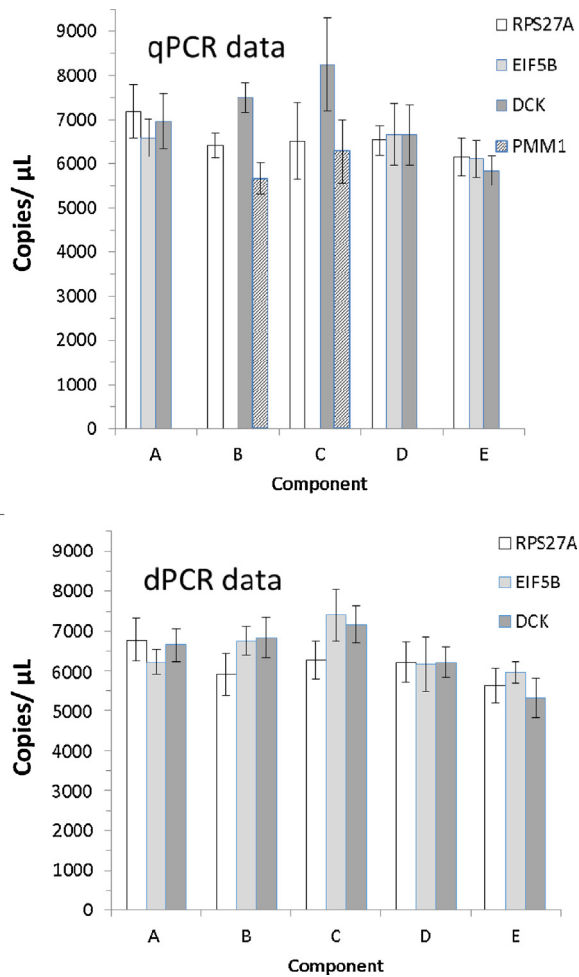 qPCR data
RPS27A
EIF5B
DCK
PMM1
Copies/ µL
9000
8000
7000
6000
5000
4000
3000
2000
1000
0
A B C D E
Component
dPCR data
RPS27A
EIF5B
DCK
Copies/ µL
9000
8000
7000
6000
5000
4000
3000
2000
1000
0
A B C D E
Component